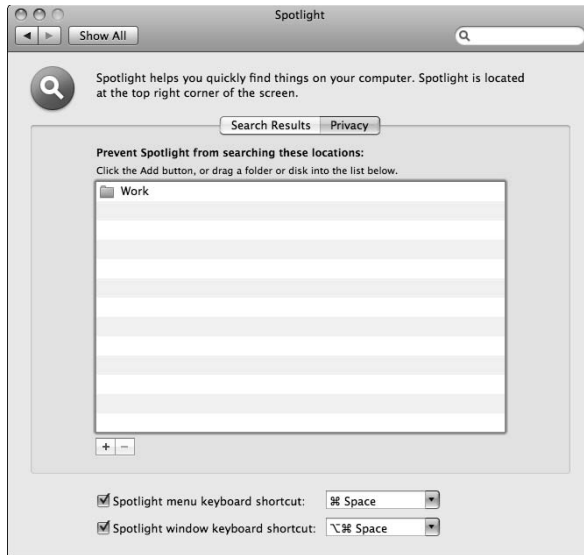 Spotlight
Show All
Spotlight helps you quickly find things on your computer. Spotlight is located
at the top right corner of the screen.
Search Results Privacy
Prevent Spotlight from searching these locations:
Click the Add button, or drag a folder or disk into the list below.
Work
+ −
Spotlight menu keyboard shortcut: ⌘ Space
Spotlight window keyboard shortcut: ⌥⌘ Space